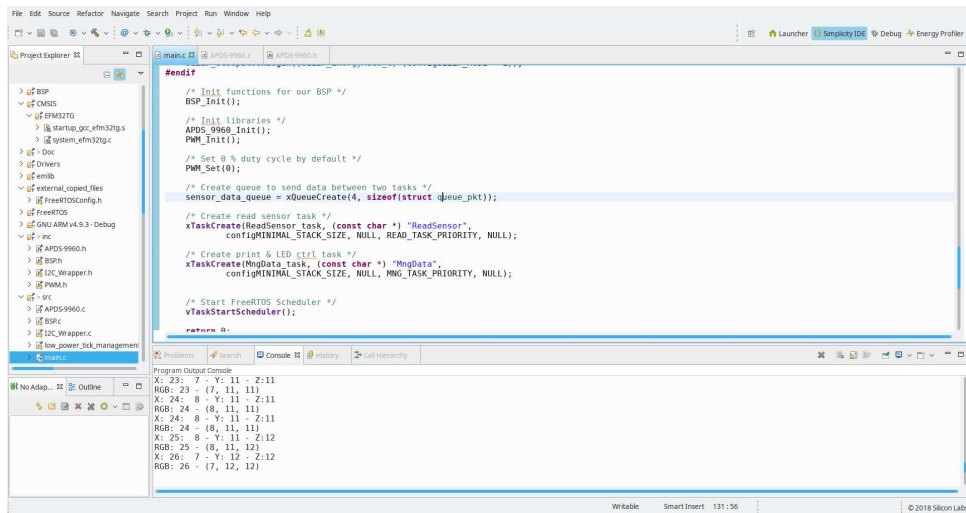 File Edit Source Refactor Navigate Search Project Run Window Help
Launcher Simplicity IDE Debug Energy Profiler
Project Explorer
main.c APDS-9960.c APDS-9960.h
BSP
CMSIS
EFM32TG
startup_gcc_efm32tg.s
system_efm32tg.c
> Doc
Drivers
emlib
external_copied_files
FreeRTOSConfig.h
FreeRTOS
GNU ARM v4.9.3 - Debug
> inc
APDS-9960.h
BSP.h
I2C_Wrapper.h
PWM.h
> src
APDS-9960.c
BSP.c
I2C_Wrapper.c
low_power_tick_management
main.c
#endif
/* Init functions for our BSP */
BSP_Init();
/* Init libraries */
APDS_9960_Init();
PWM_Init();
/* Set 0 % duty cycle by default */
PWM_Set(0);
/* Create queue to send data between two tasks */
sensor_data_queue = xQueueCreate(4, sizeof(struct queue_pkt));
/* Create read sensor task */
xTaskCreate(ReadSensor_task, (const char *) "ReadSensor",
configMINIMAL_STACK_SIZE, NULL, READ_TASK_PRIORITY, NULL);
/* Create print & LED ctrl task */
xTaskCreate(MngData_task, (const char *) "MngData",
configMINIMAL_STACK_SIZE, NULL, MNG_TASK_PRIORITY, NULL);
/* Start FreeRTOS Scheduler */
vTaskStartScheduler();
return 0;
No Adap... Outline
Problems Search Console History Call Hierarchy
Program Output Console
X: 23: 7 - Y: 11 - Z:11
RGB: 23 - (7, 11, 11)
X: 24: 8 - Y: 11 - Z:11
RGB: 24 - (8, 11, 11)
X: 24: 8 - Y: 11 - Z:11
RGB: 24 - (8, 11, 11)
X: 25: 8 - Y: 11 - Z:12
RGB: 25 - (8, 11, 12)
X: 26: 7 - Y: 12 - Z:12
RGB: 26 - (7, 12, 12)
Writable Smart Insert 131 : 56 © 2018 Silicon Labs